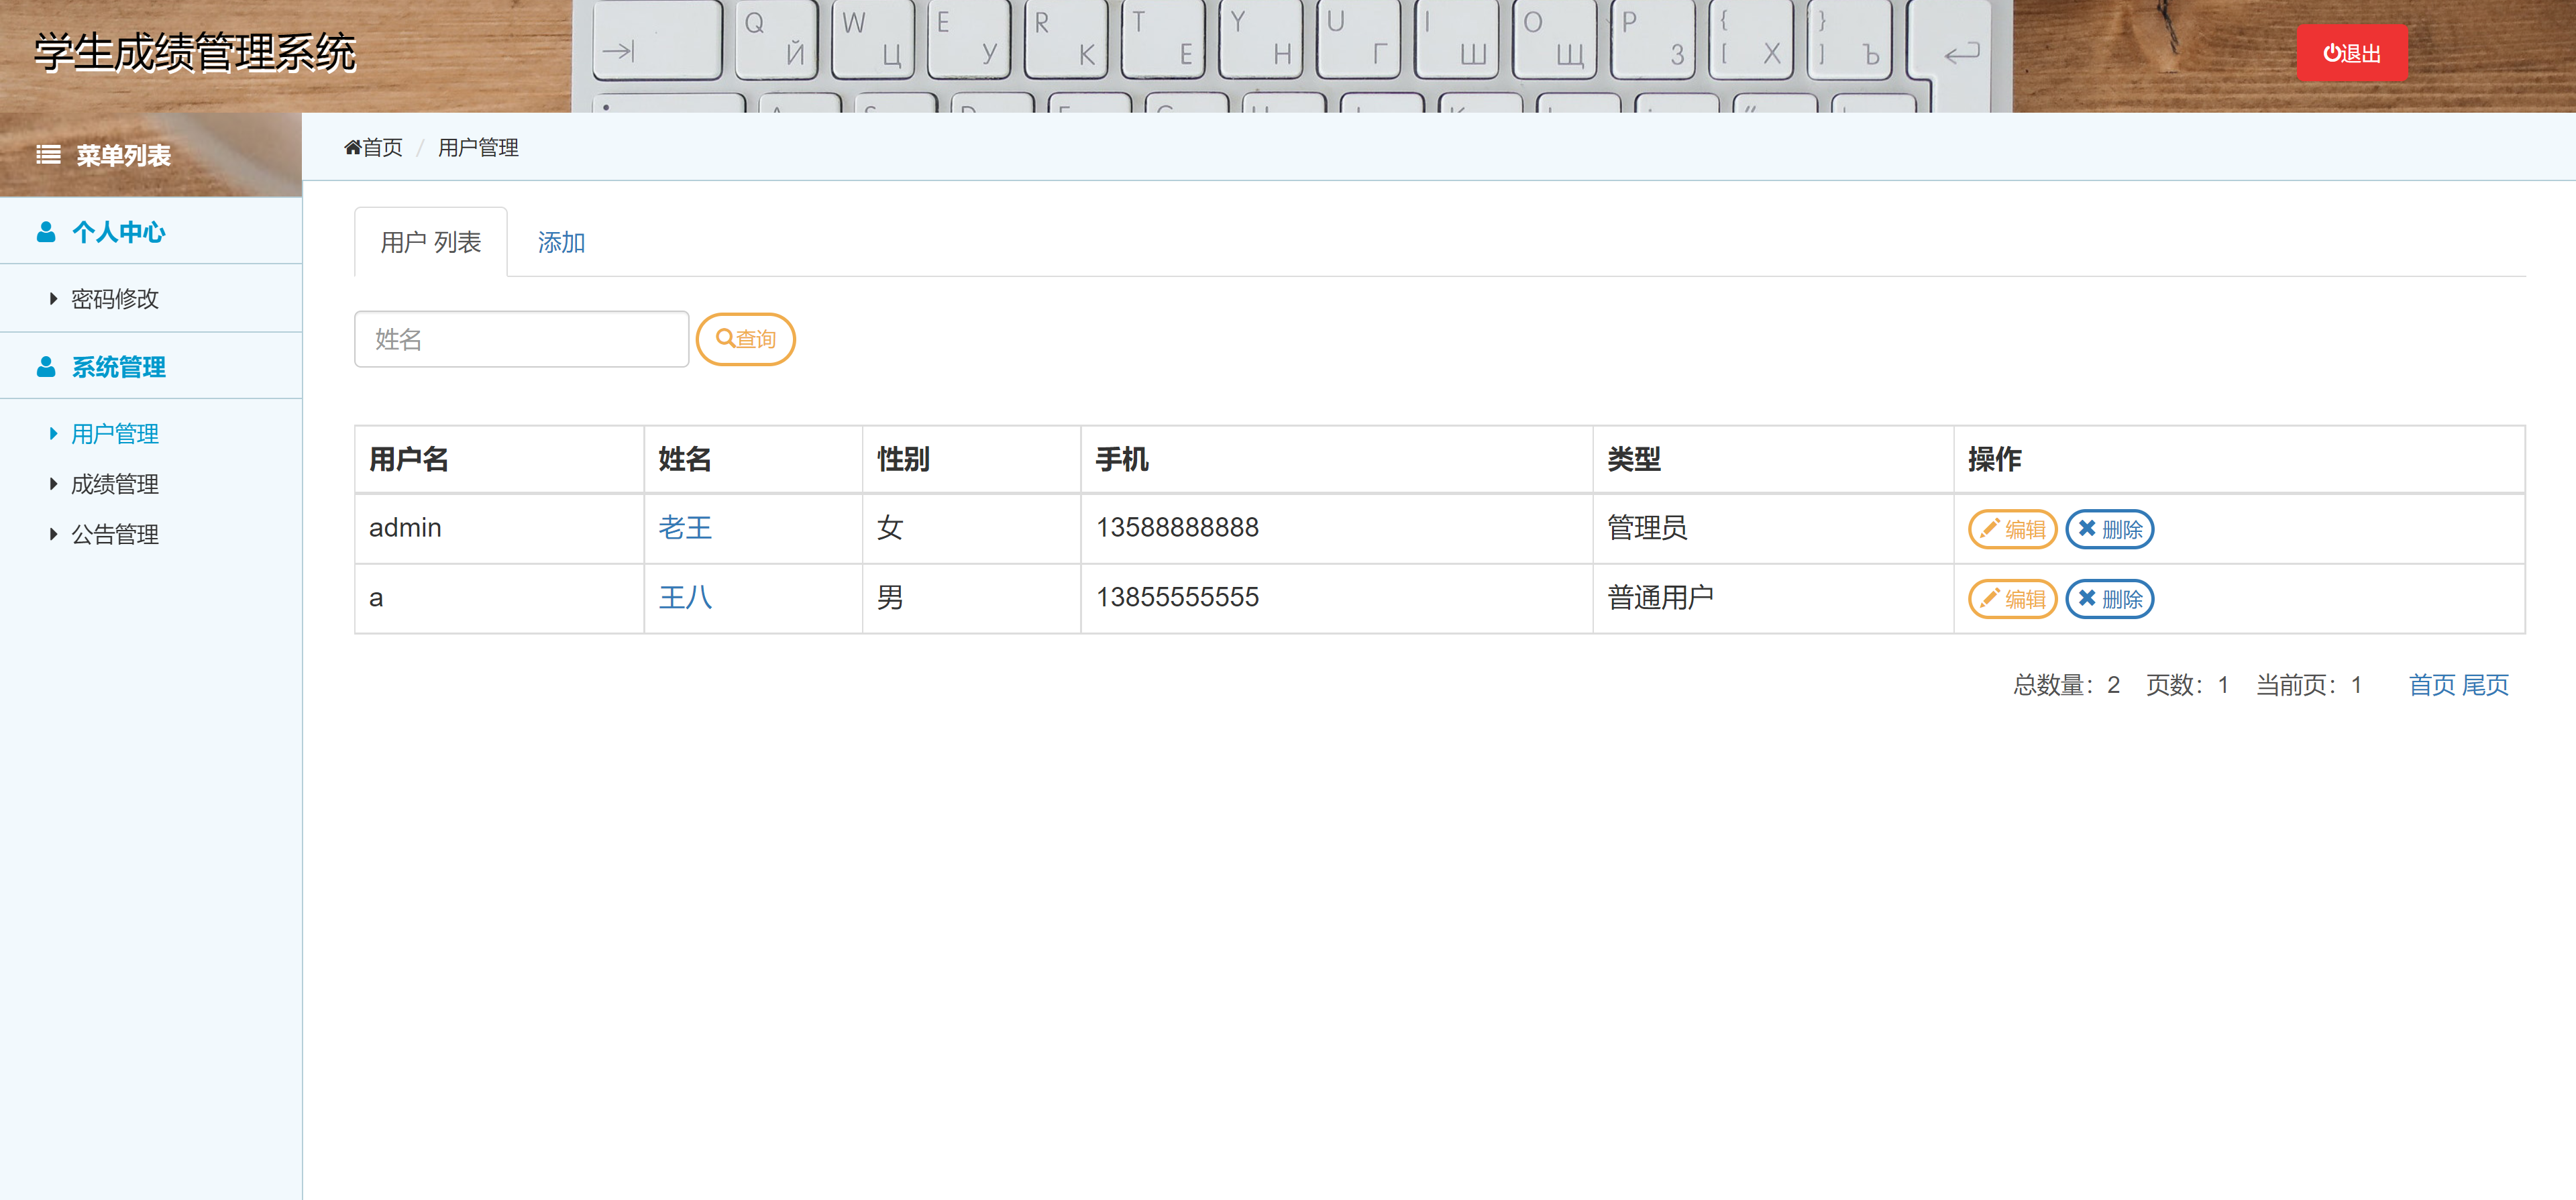 学生成绩管理系统
Q W E R T Y U I O P { }
Й Ц У К Е Н Г Ш Щ З [ Х ] Ъ
退出
菜单列表
首页 / 用户管理
个人中心
密码修改
系统管理
用户管理
成绩管理
公告管理
用户 列表 添加
姓名 查询
用户名 姓名 性别 手机 类型 操作
admin 老王 女 13588888888 管理员 编辑 删除
a 王八 男 13855555555 普通用户 编辑 删除
总数量：2 页数：1 当前页：1 首页 尾页